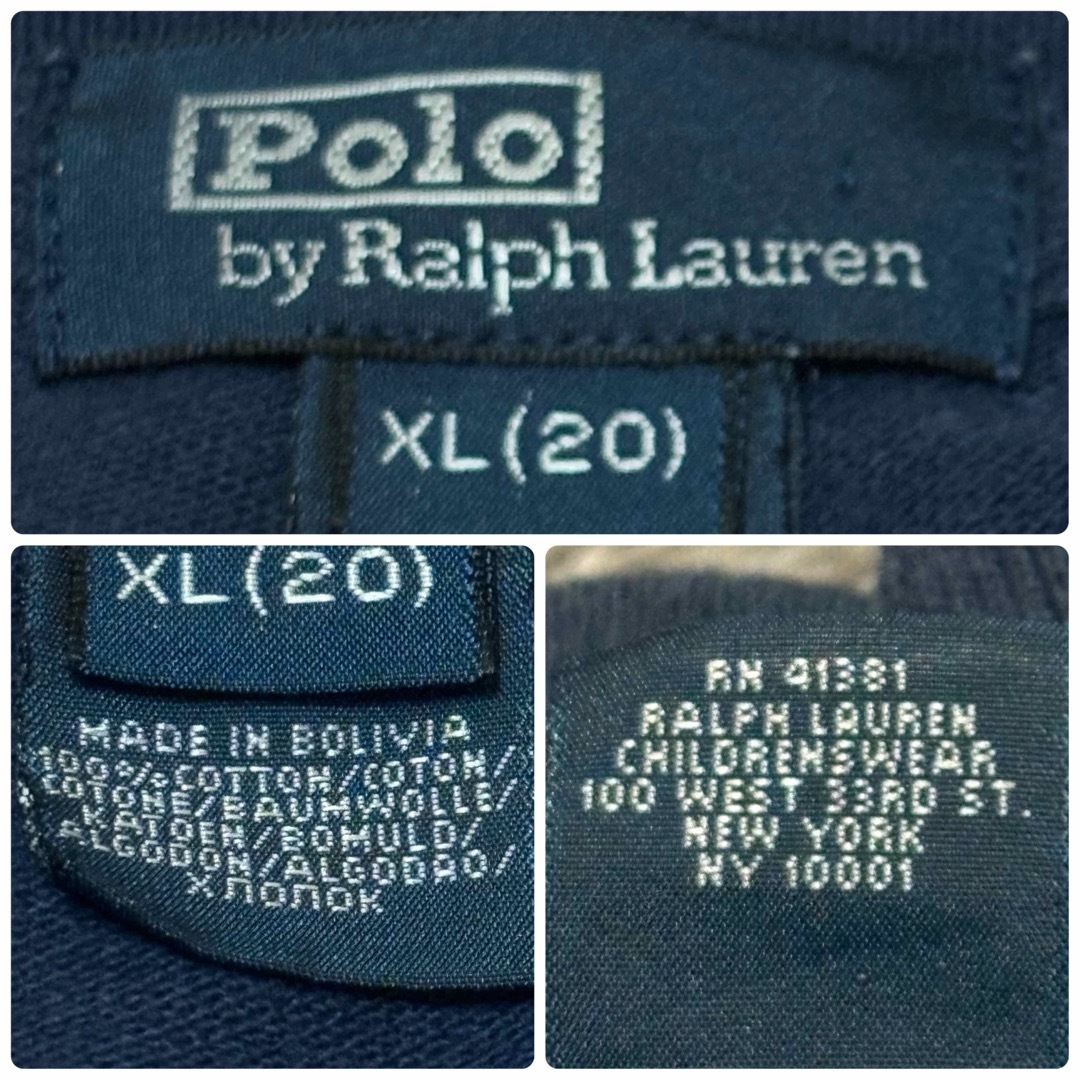 Polo
by Ralph Lauren
XL(20)
XL(20)
MADE IN BOLIVIA
100% COTTON/COTON/
COTONE/BAUMWOLLE/
KATOEN/BOMULD/
ALGODON/ALGODAO/
ХЛОПОК
RN 41381
RALPH LAUREN
CHILDRENSWEAR
100 WEST 33RD ST.
NEW YORK
NY 10001